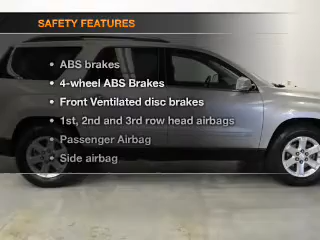 SAFETY FEATURES
• ABS brakes
• 4-wheel ABS Brakes
• Front Ventilated disc brakes
• 1st, 2nd and 3rd row head airbags
• Passenger Airbag
• Side airbag